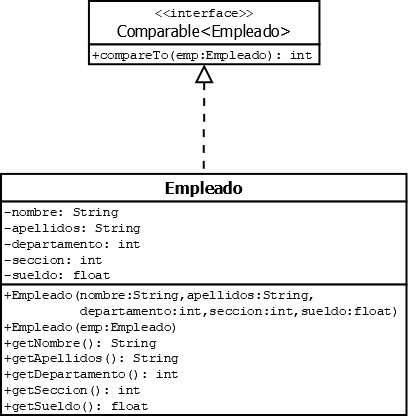 <<interface>>
Comparable<Empleado>
+compareTo(emp:Empleado): int
Empleado
-nombre: String
-apellidos: String
-departamento: int
-seccion: int
-sueldo: float
+Empleado(nombre:String,apellidos:String,
departamento:int,seccion:int,sueldo:float)
+Empleado(emp:Empleado)
+getNombre(): String
+getApellidos(): String
+getDepartamento(): int
+getSeccion(): int
+getSueldo(): float